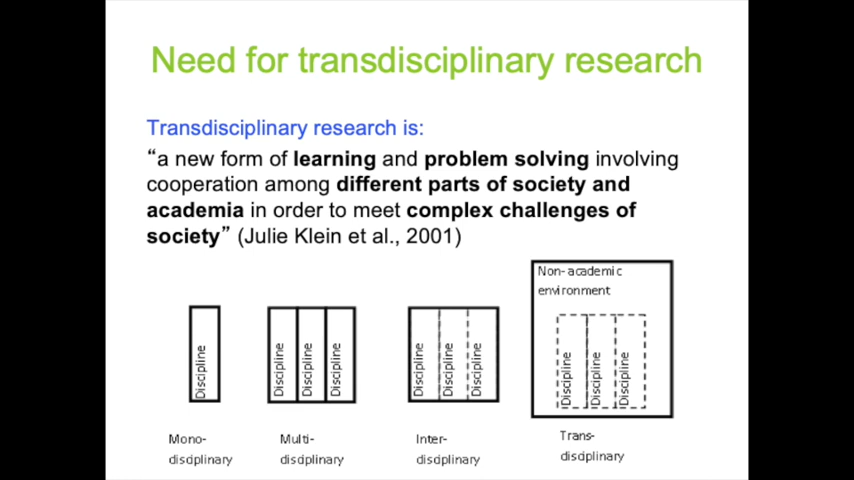 Need for transdisciplinary research
Transdisciplinary research is:
“a new form of learning and problem solving involving
cooperation among different parts of society and
academia in order to meet complex challenges of
society” (Julie Klein et al., 2001)
Non-academic
environment
Discipline
Discipline
Discipline
Discipline
Discipline
Discipline
Discipline
Discipline
Discipline
Discipline
Mono-
disciplinary
Multi-
disciplinary
Inter-
disciplinary
Trans-
disciplinary